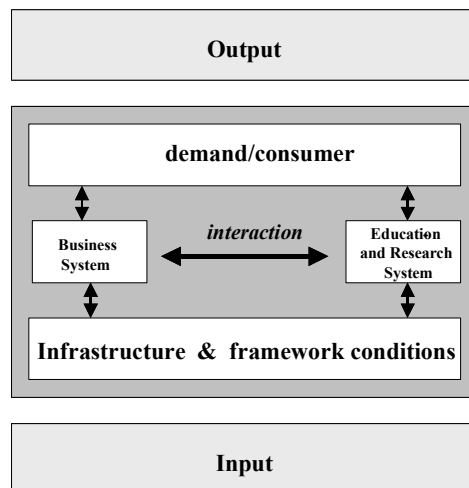 Output
demand/consumer
interaction
Business
System
Education
and Research
System
Infrastructure & framework conditions
Input